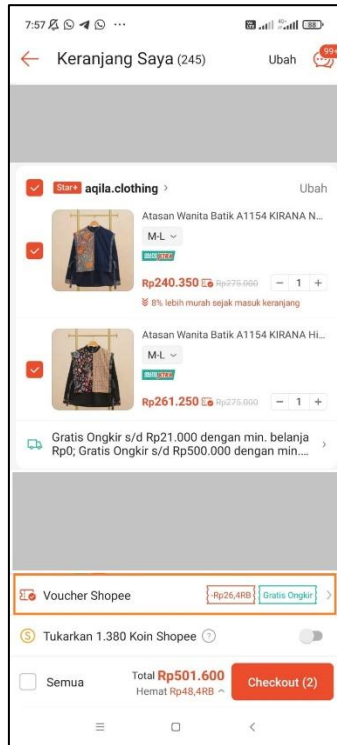 7:57
88
Keranjang Saya (245)
Ubah
99+
Star+ aqila.clothing >
Ubah
Atasan Wanita Batik A1154 KIRANA N...
M-L
Rp240.350 Rp275.000
- 1 +
8% lebih murah sejak masuk keranjang
Atasan Wanita Batik A1154 KIRANA Hi...
M-L
Rp261.250 Rp275.000
- 1 +
Gratis Ongkir s/d Rp21.000 dengan min. belanja
Rp0; Gratis Ongkir s/d Rp500.000 dengan min....
Voucher Shopee
-Rp26,4RB
Gratis Ongkir
Tukarkan 1.380 Koin Shopee ?
Semua
Total Rp501.600
Hemat Rp48,4RB
Checkout (2)